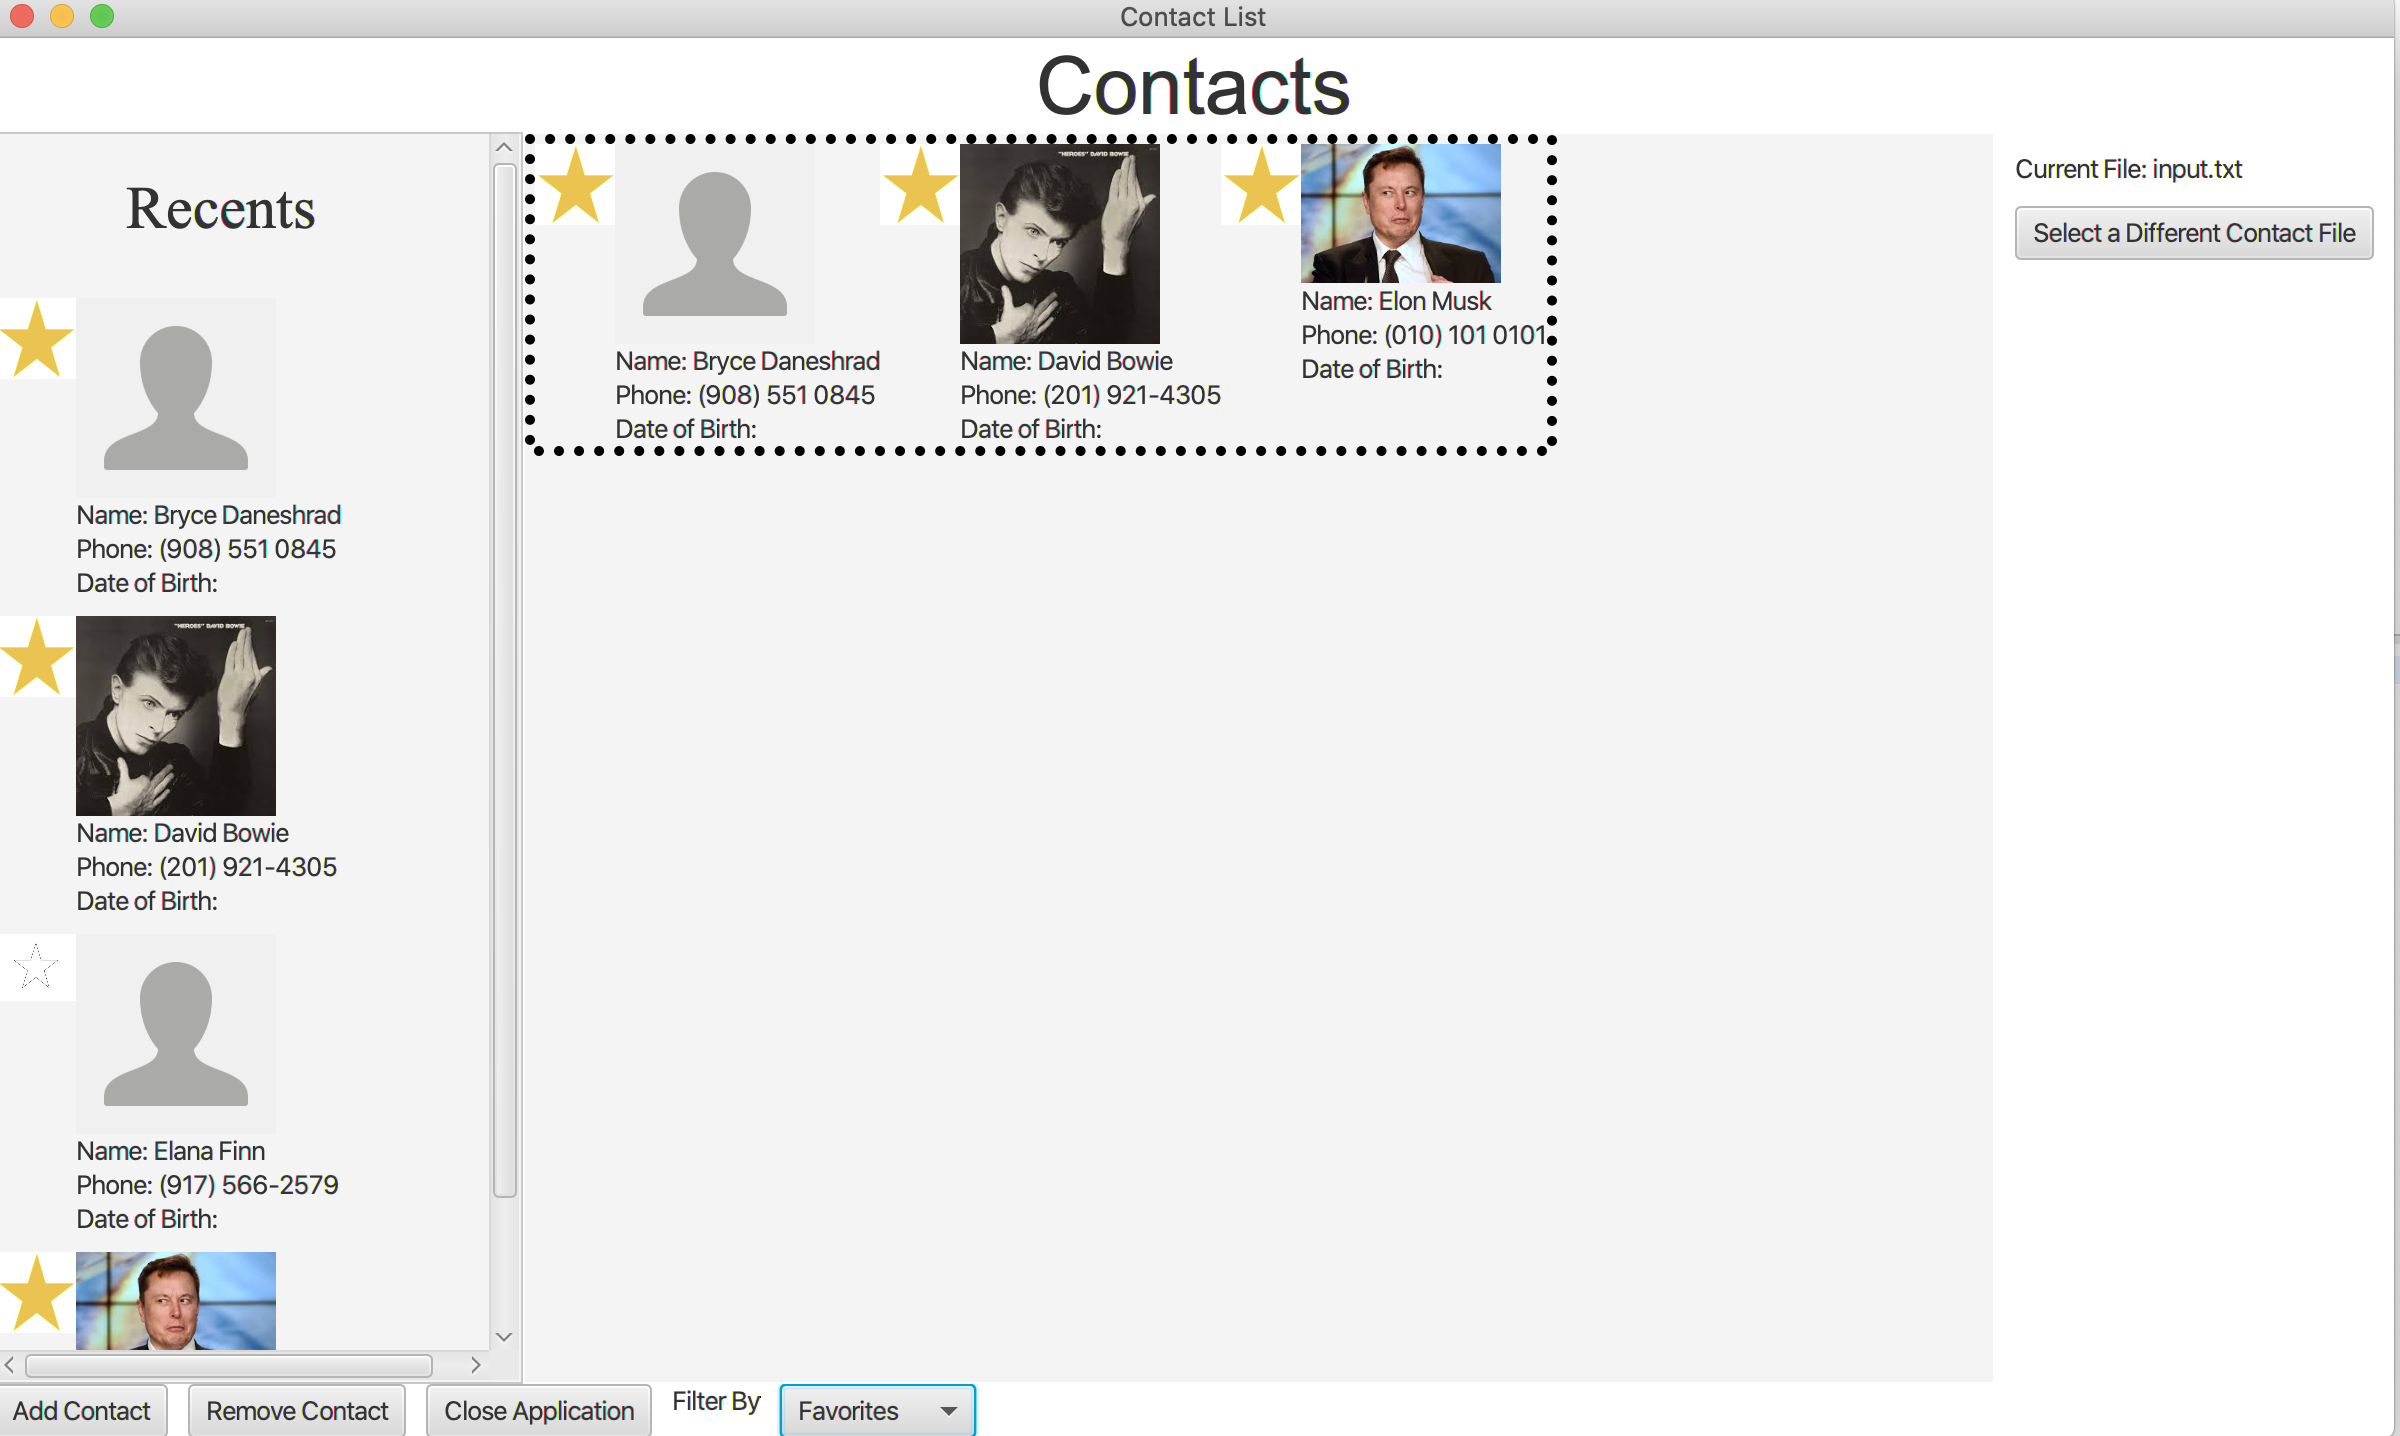 Contact List
Contacts
Recents
Name: Bryce Daneshrad
Phone: (908) 551 0845
Date of Birth:
"HEROES" DAVID BOWIE
Name: David Bowie
Phone: (201) 921-4305
Date of Birth:
Name: Elana Finn
Phone: (917) 566-2579
Date of Birth:
Name: Bryce Daneshrad
Phone: (908) 551 0845
Date of Birth:
"HEROES" DAVID BOWIE
Name: David Bowie
Phone: (201) 921-4305
Date of Birth:
Name: Elon Musk
Phone: (010) 101 0101
Date of Birth:
Current File: input.txt
Select a Different Contact File
Add Contact
Remove Contact
Close Application
Filter By
Favorites